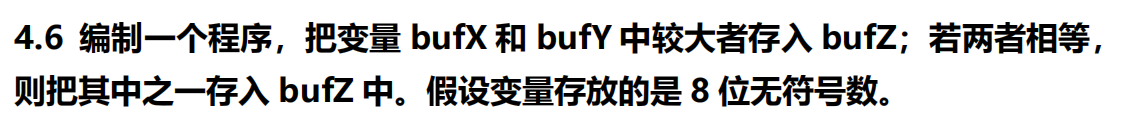 4.6 编制一个程序，把变量 bufX 和 bufY 中较大者存入 bufZ；若两者相等，
则把其中之一存入 bufZ 中。假设变量存放的是 8 位无符号数。